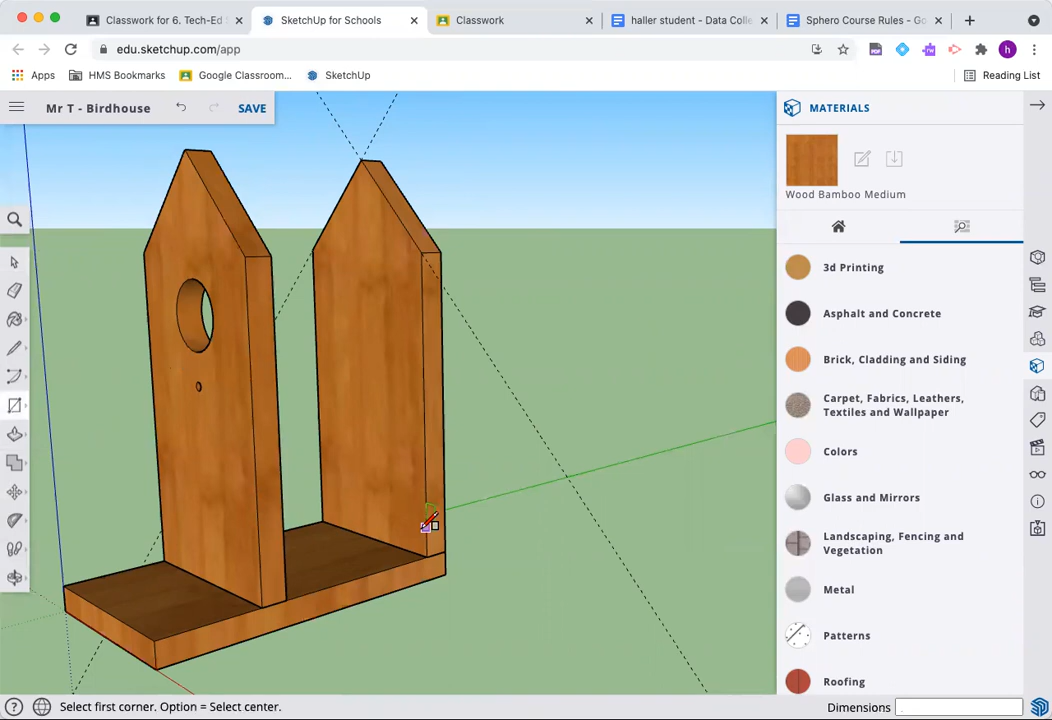 Classwork for 6. Tech-Ed
SketchUp for Schools
Classwork
haller student - Data Colle
Sphero Course Rules - Go
edu.sketchup.com/app
h
Apps
HMS Bookmarks
Google Classroom...
SketchUp
Reading List
Mr T - Birdhouse
SAVE
MATERIALS
Wood Bamboo Medium
3d Printing
Asphalt and Concrete
Brick, Cladding and Siding
Carpet, Fabrics, Leathers,
Textiles and Wallpaper
Colors
Glass and Mirrors
Landscaping, Fencing and
Vegetation
Metal
Patterns
Roofing
Select first corner. Option = Select center.
Dimensions